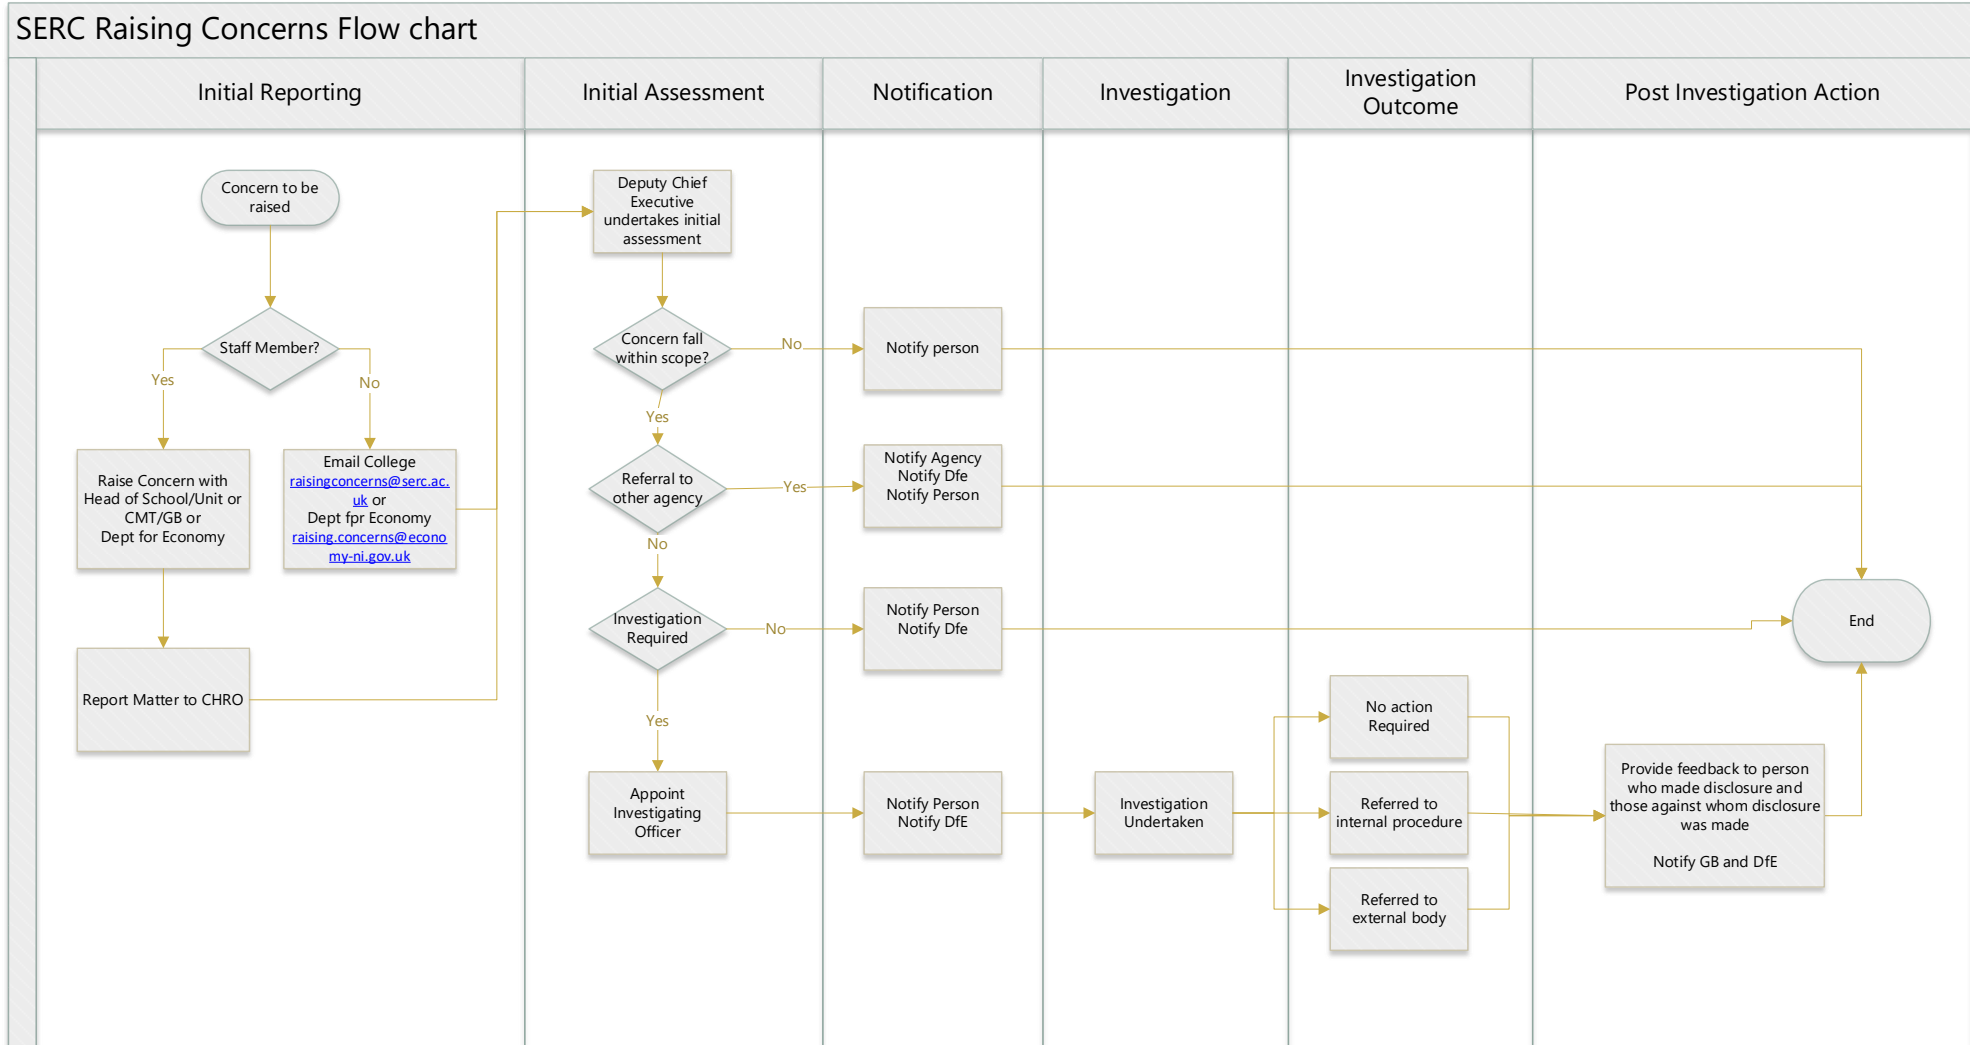 SERC Raising Concerns Flow chart
Initial Reporting
Initial Assessment
Notification
Investigation
Investigation
Outcome
Post Investigation Action
Concern to be
raised
Staff Member?
Yes
No
Raise Concern with
Head of School/Unit or
CMT/GB or
Dept for Economy
Email College
raisingconcerns@serc.ac.
uk or
Dept fpr Economy
raising.concerns@econo
my-ni.gov.uk
Report Matter to CHRO
Deputy Chief
Executive
undertakes initial
assessment
Concern fall
within scope?
No
Yes
Referral to
other agency
Yes
No
Investigation
Required
No
Yes
Appoint
Investigating
Officer
Notify person
Notify Agency
Notify Dfe
Notify Person
Notify Person
Notify Dfe
Notify Person
Notify DfE
Investigation
Undertaken
No action
Required
Referred to
internal procedure
Referred to
external body
Provide feedback to person
who made disclosure and
those against whom disclosure
was made
Notify GB and DfE
End